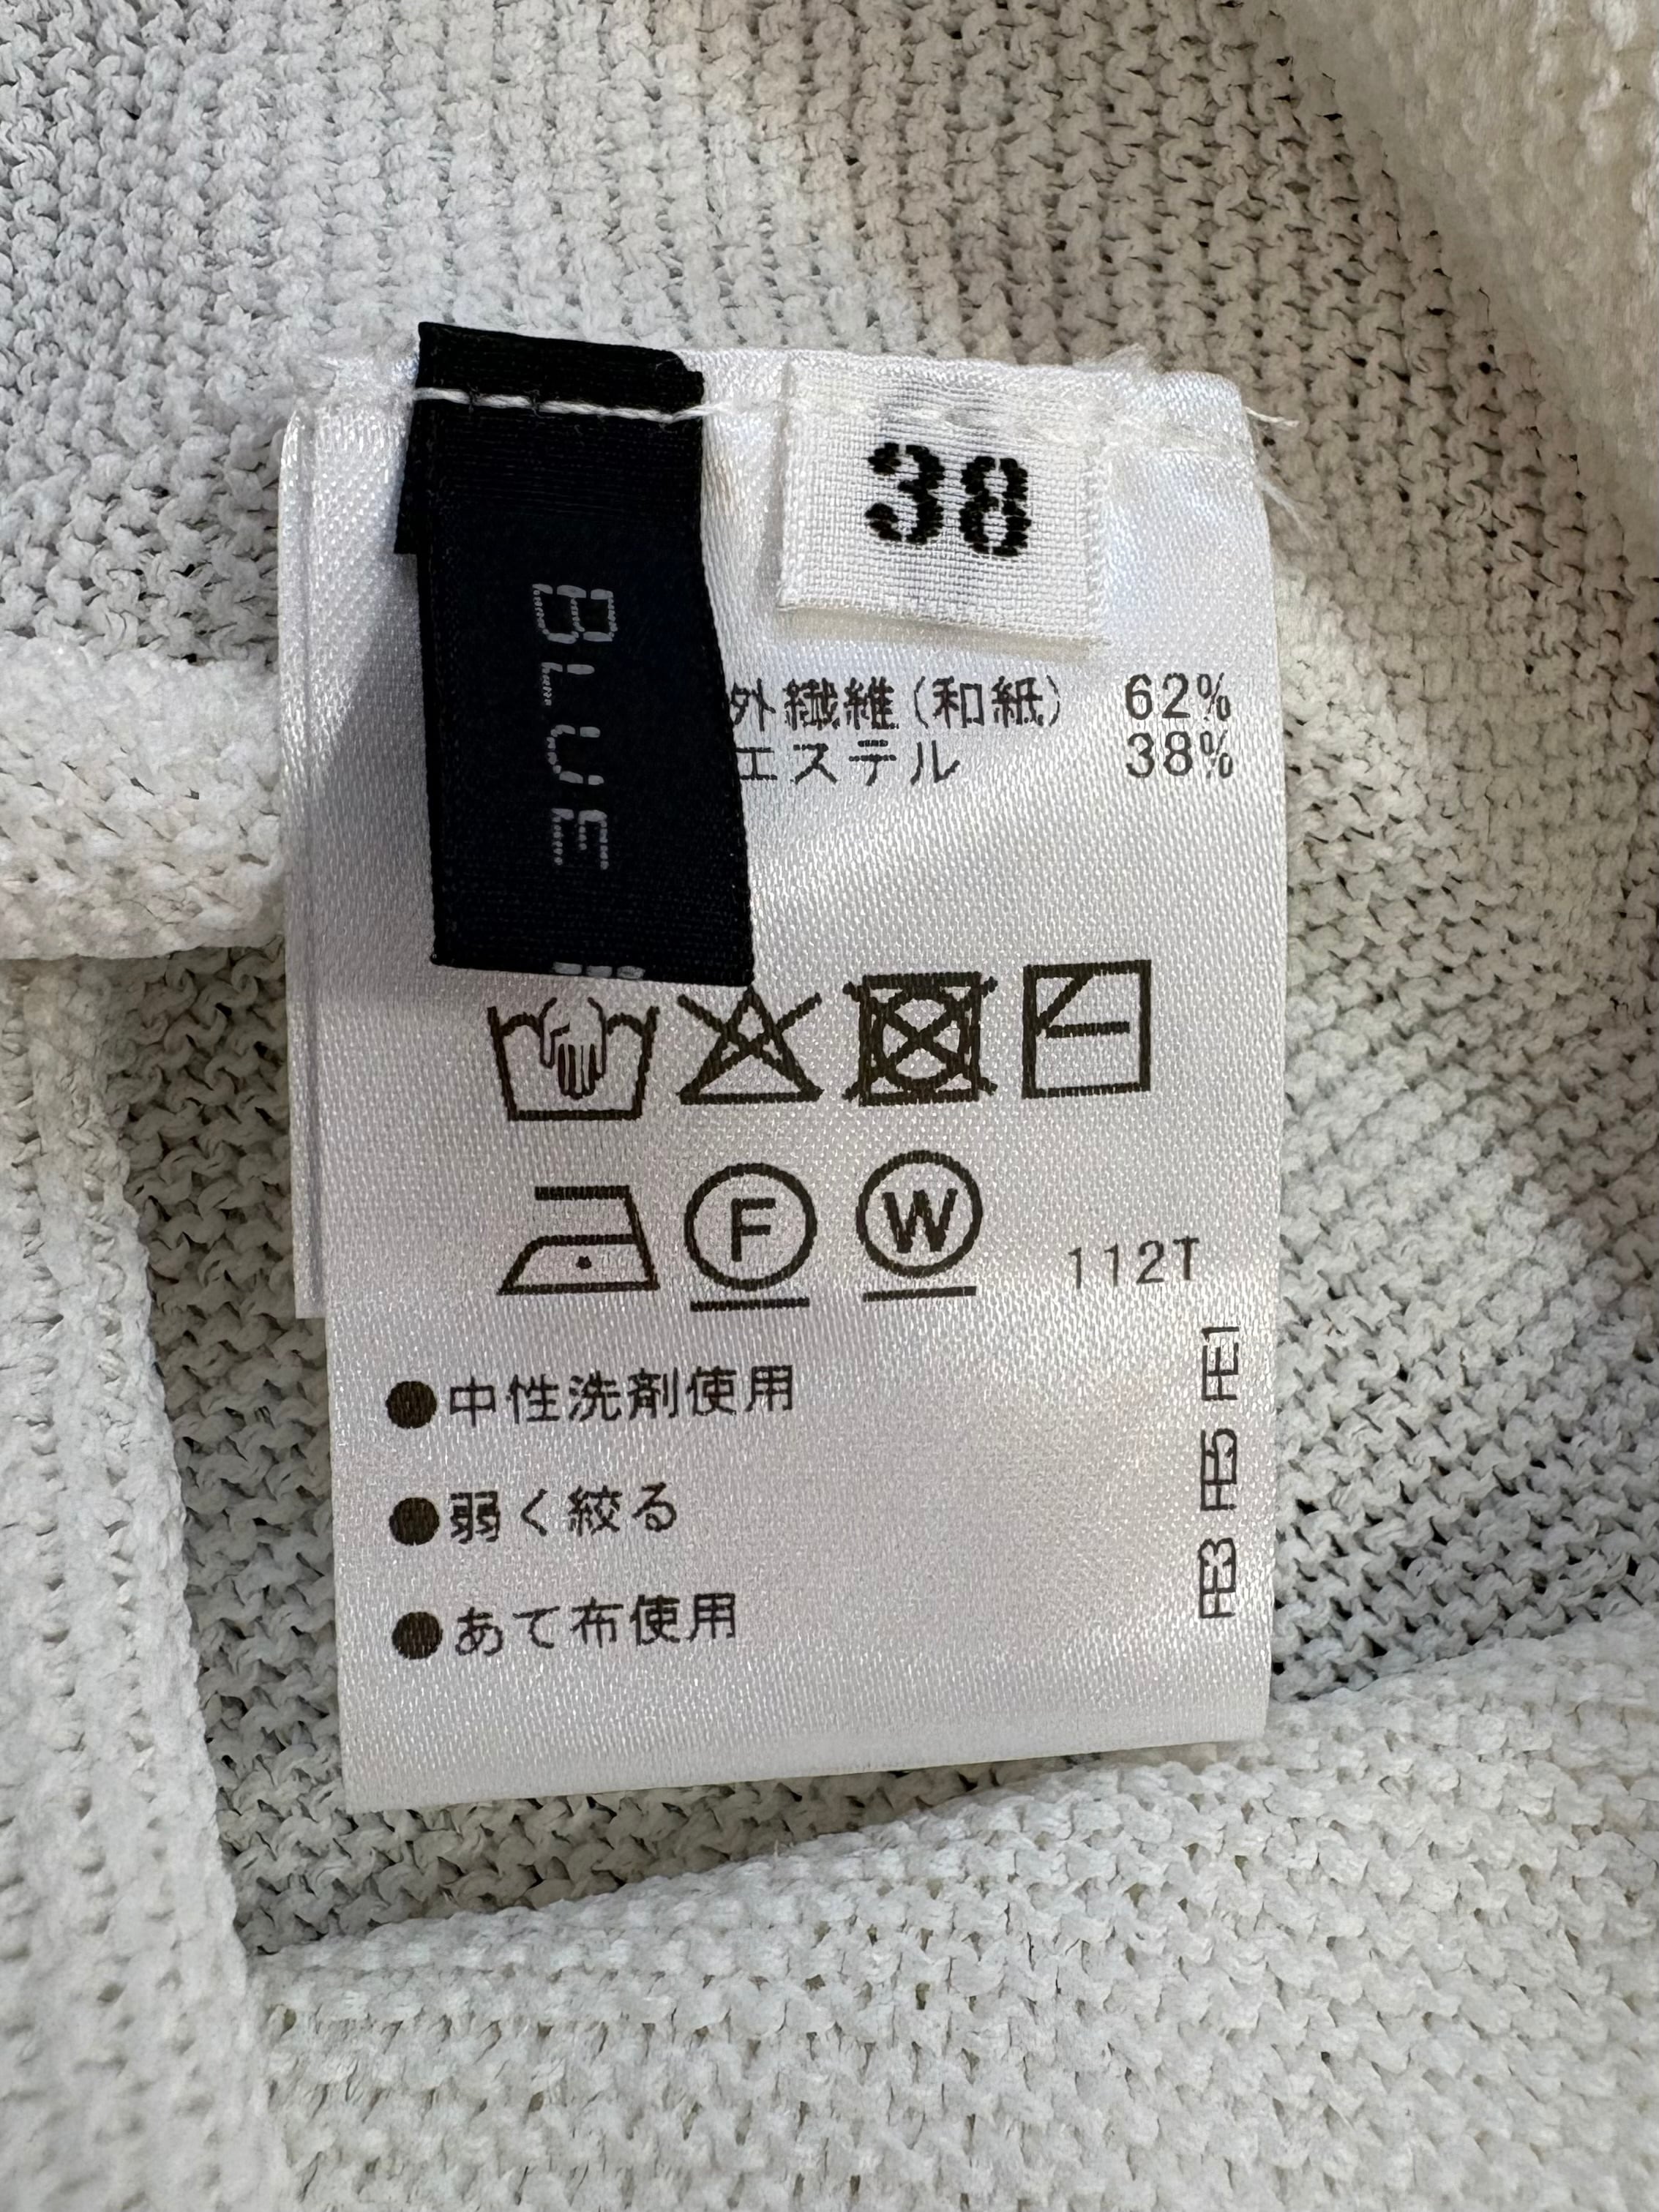 38
BLUE
外繊維(和紙) 62%
エステル 38%
F W 112T
●中性洗剤使用
●弱く絞る
●あて布使用